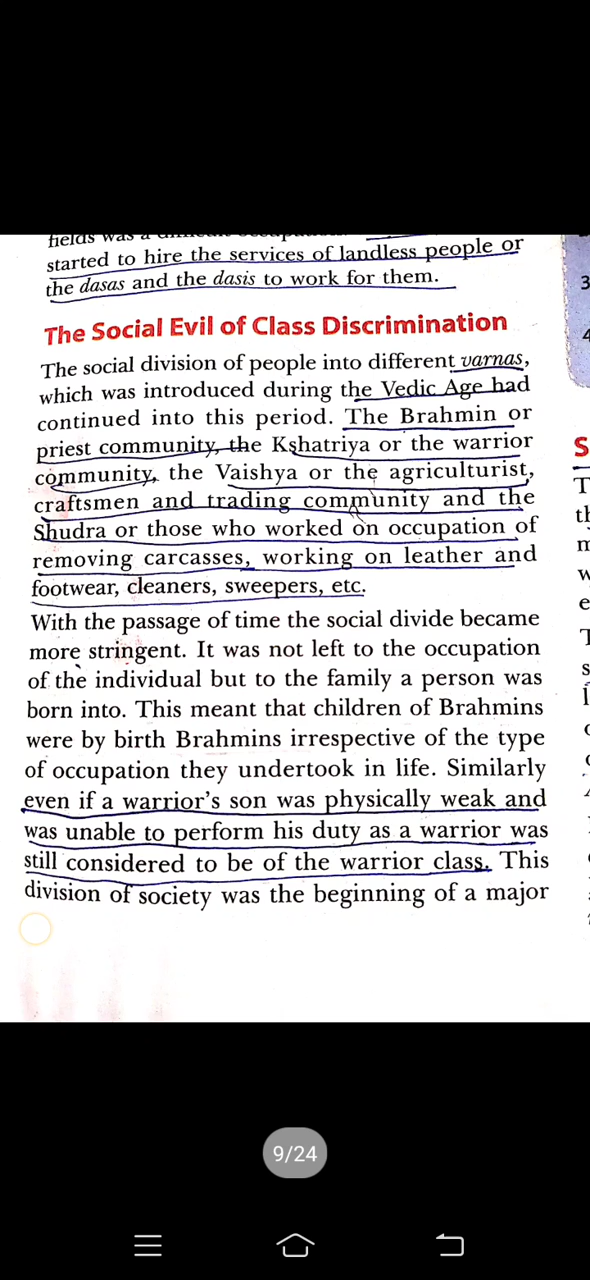 started to hire the services of landless people or
the dasas and the dasis to work for them.
The Social Evil of Class Discrimination
The social division of people into different varnas,
which was introduced during the Vedic Age had
continued into this period. The Brahmin or
priest community, the Kshatriya or the warrior
community, the Vaishya or the agriculturist,
craftsmen and trading community and the
Shudra or those who worked on occupation of
removing carcasses, working on leather and
footwear, cleaners, sweepers, etc.
With the passage of time the social divide became
more stringent. It was not left to the occupation
of the individual but to the family a person was
born into. This meant that children of Brahmins
were by birth Brahmins irrespective of the type
of occupation they undertook in life. Similarly
even if a warrior's son was physically weak and
was unable to perform his duty as a warrior was
still considered to be of the warrior class. This
division of society was the beginning of a major
3
S
9/24